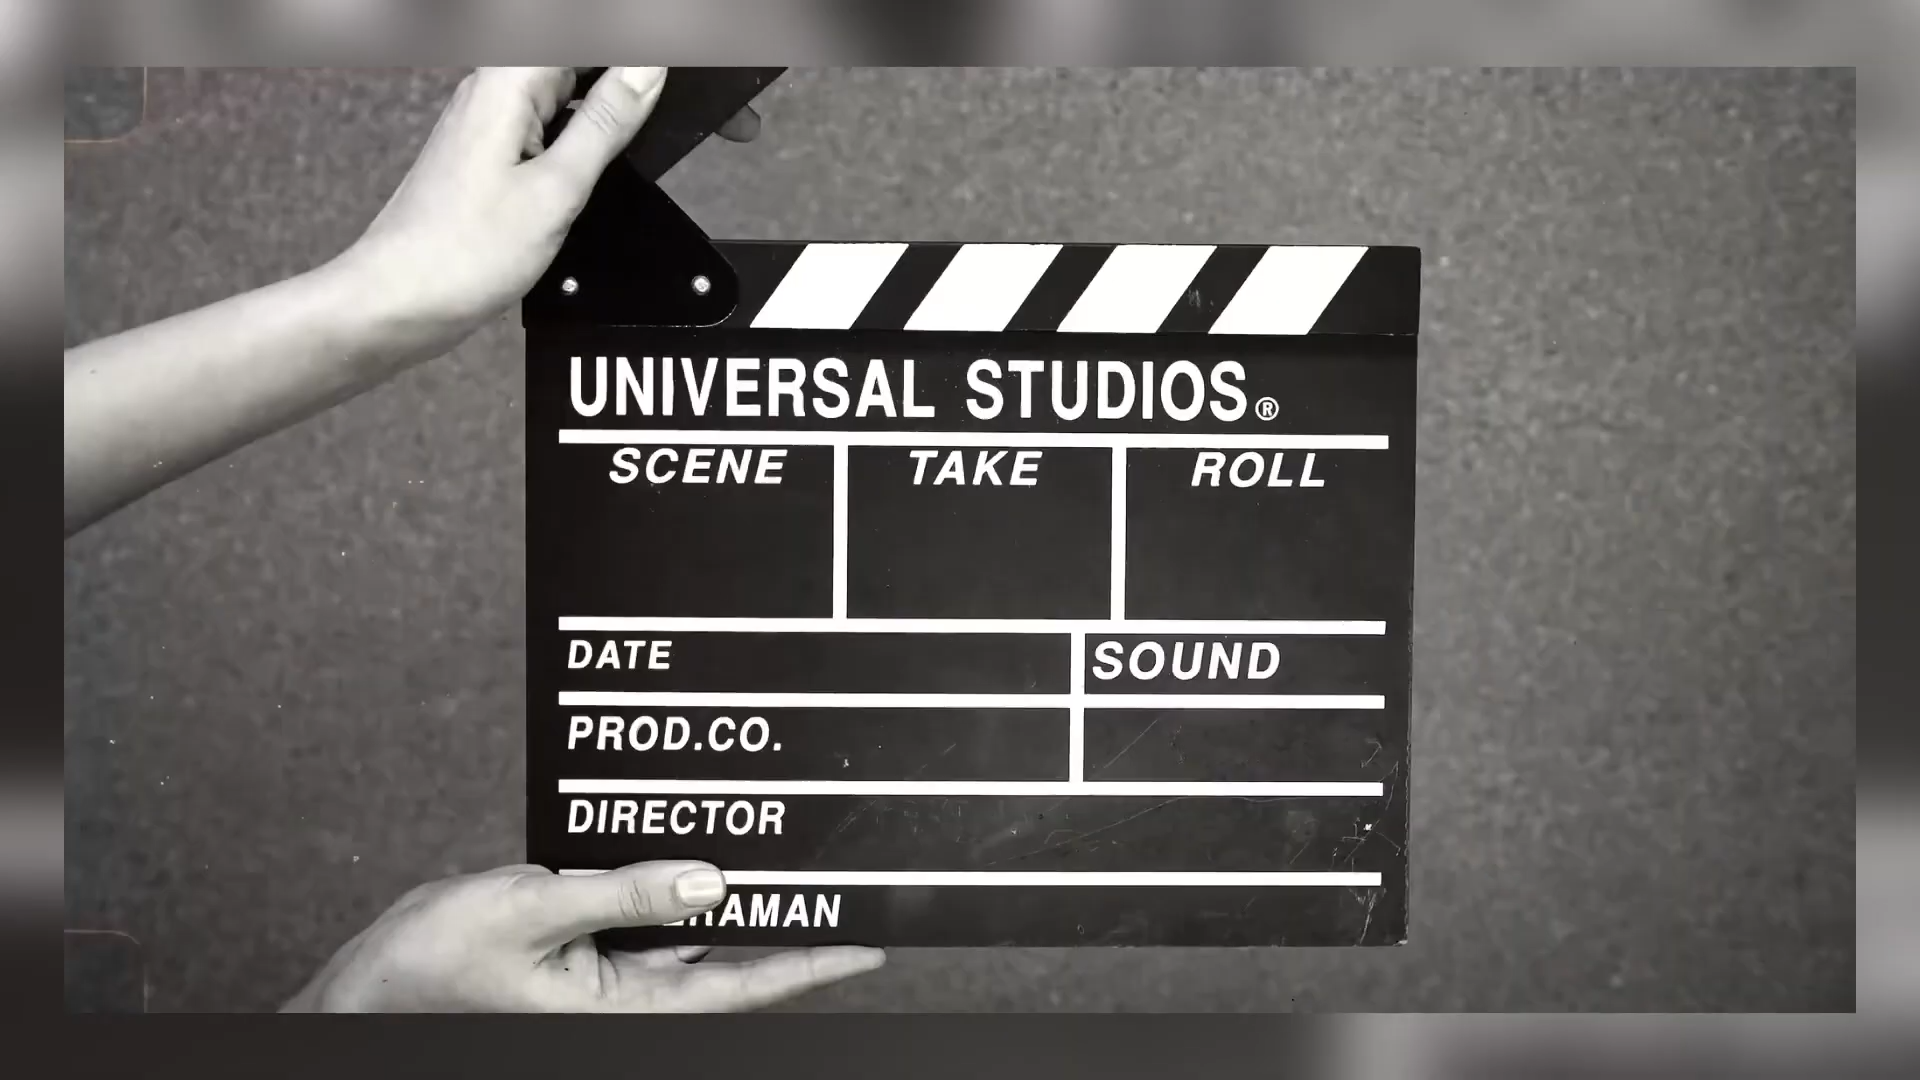 UNIVERSAL STUDIOS®
SCENE TAKE ROLL
DATE SOUND
PROD.CO.
DIRECTOR